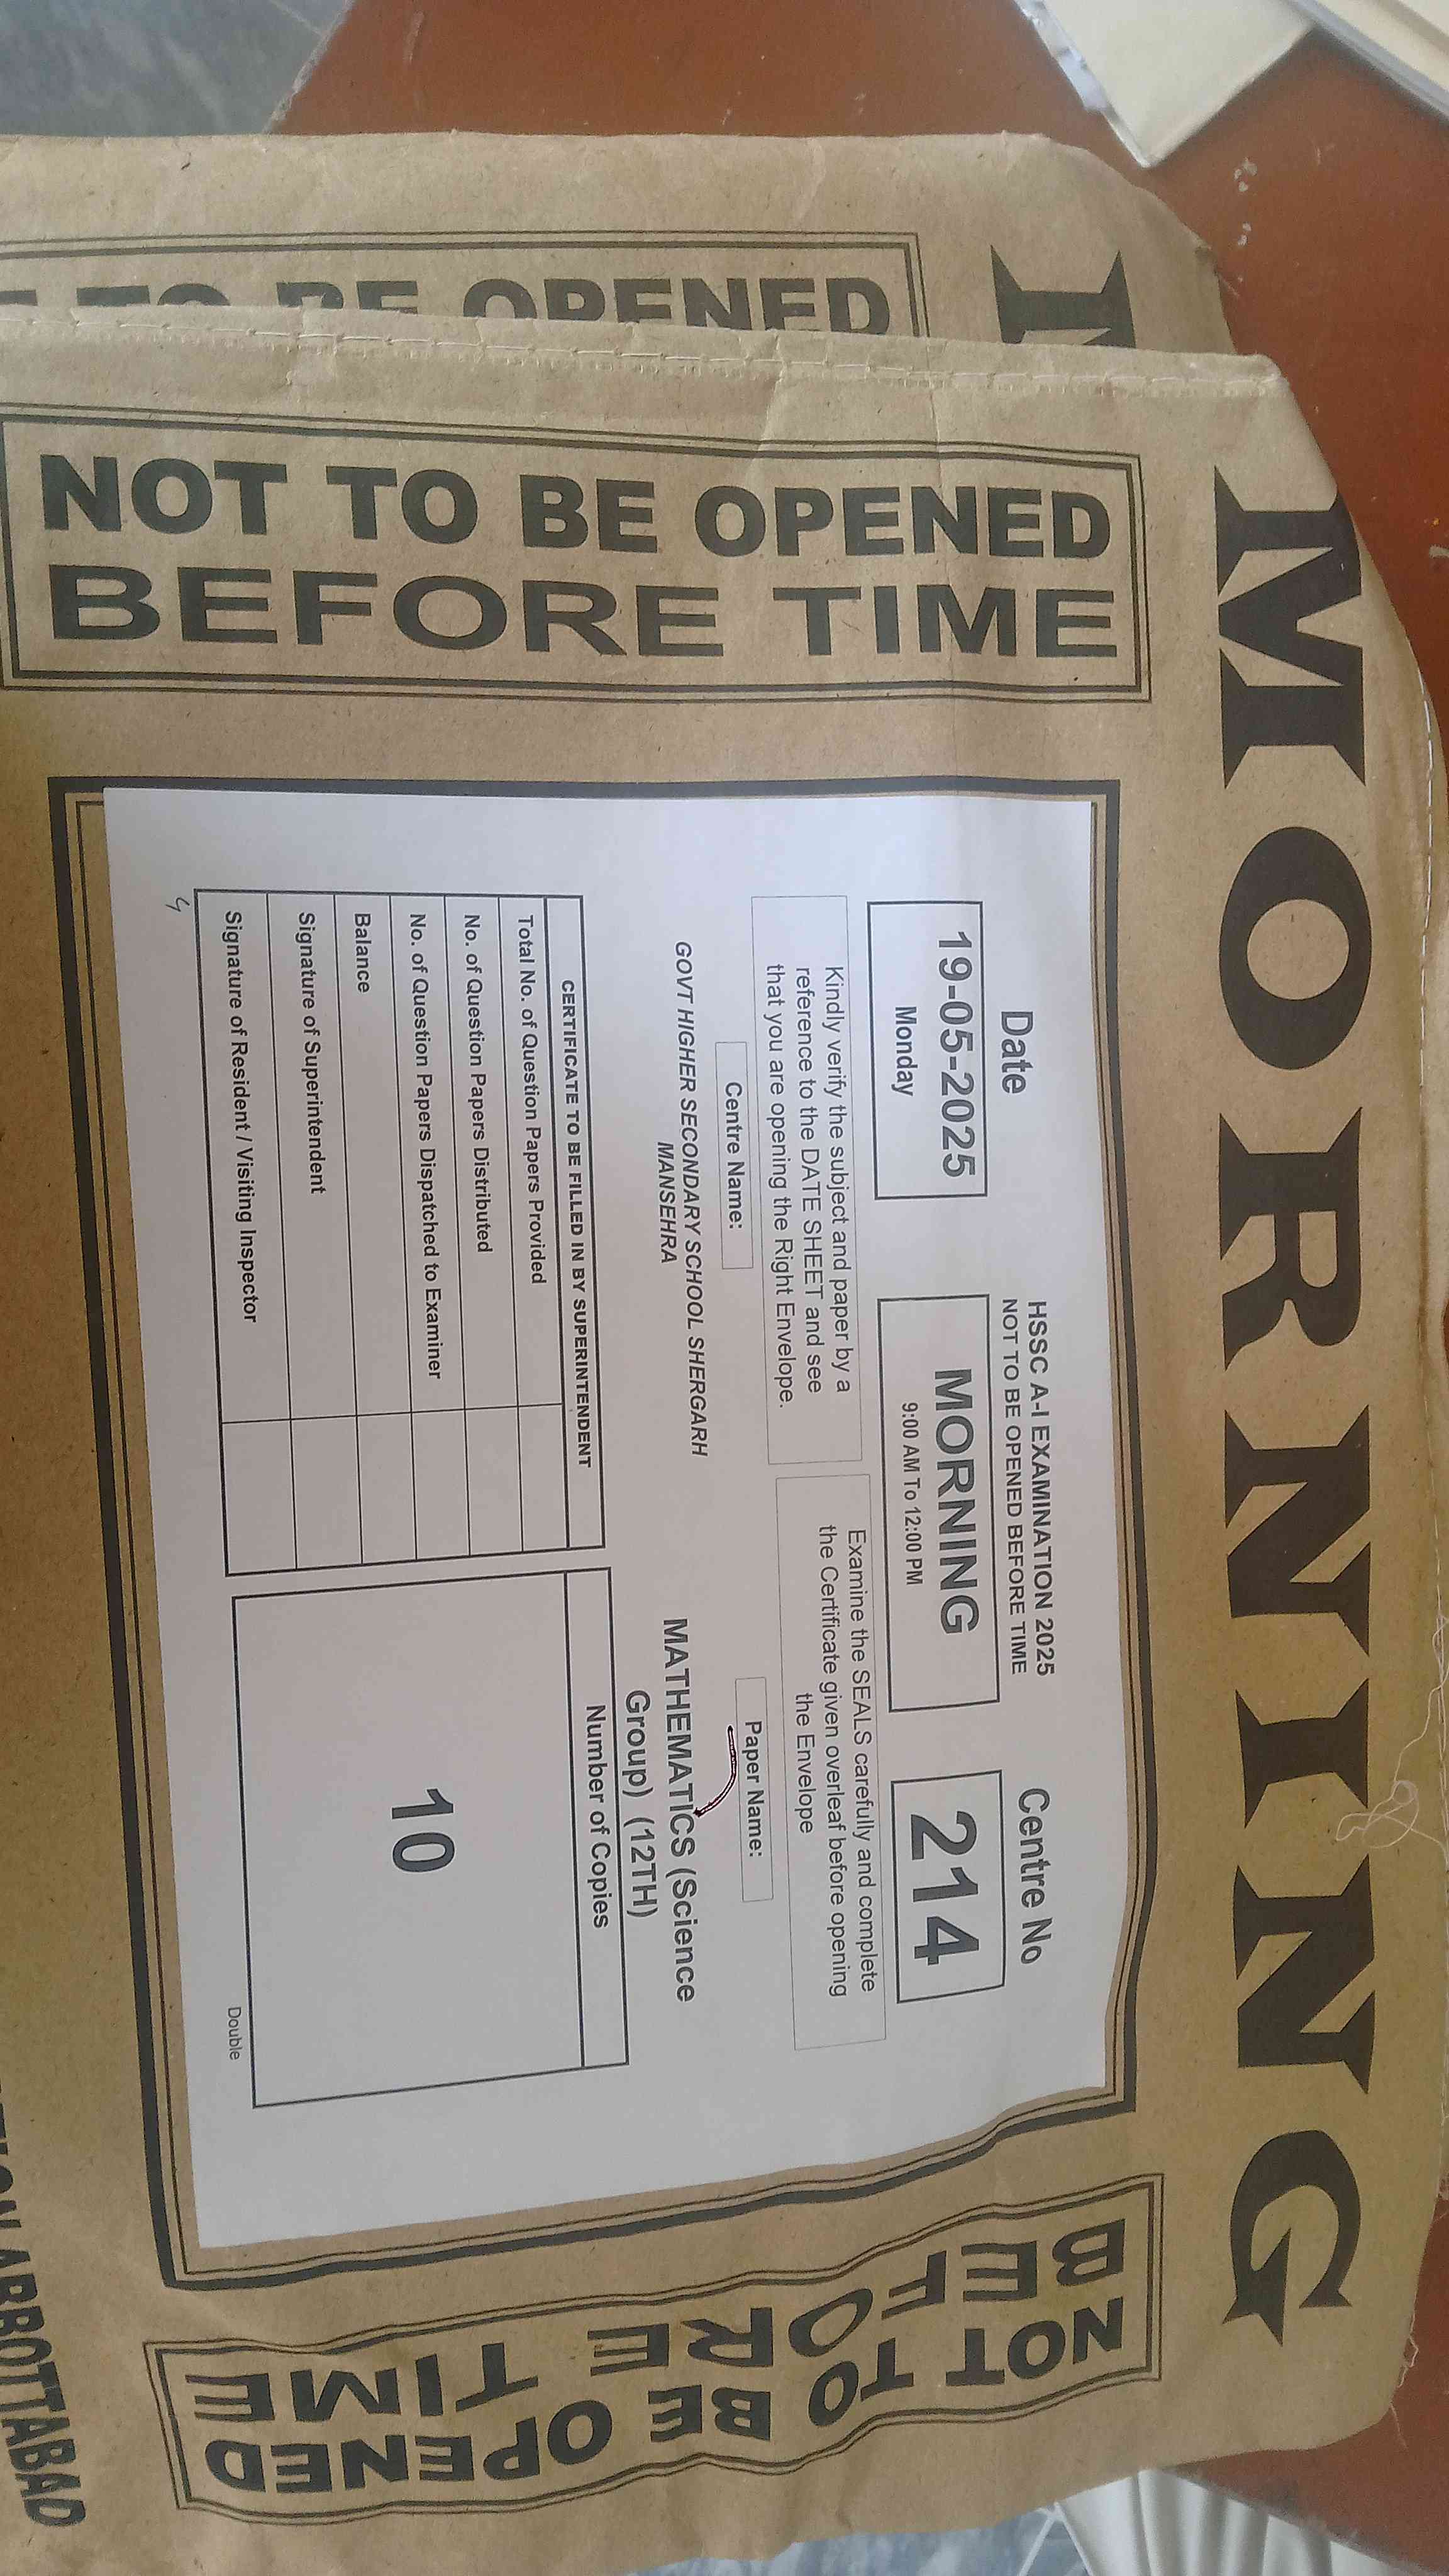 MORNING
TO BE OPENED
NOT TO BE OPENED
BEFORE TIME
HSSC A-I EXAMINATION 2025
NOT TO BE OPENED BEFORE TIME
Date
19-05-2025
Monday
MORNING
9:00 AM To 12:00 PM
Centre No
214
Kindly verify the subject and paper by a
reference to the DATE SHEET and see
that you are opening the Right Envelope.
Examine the SEALS carefully and complete
the Certificate given overleaf before opening
the Envelope
Centre Name:
GOVT HIGHER SECONDARY SCHOOL SHERGARH
MANSEHRA
Paper Name:
MATHEMATICS (Science
Group) (12TH)
CERTIFICATE TO BE FILLED IN BY SUPERINTENDENT
Total No. of Question Papers Provided
No. of Question Papers Distributed
No. of Question Papers Dispatched to Examiner
Balance
Signature of Superintendent
Signature of Resident / Visiting Inspector
Number of Copies
10
Double
NOT TO BE OPENED
BEFORE TIME
ABBOTTABAD